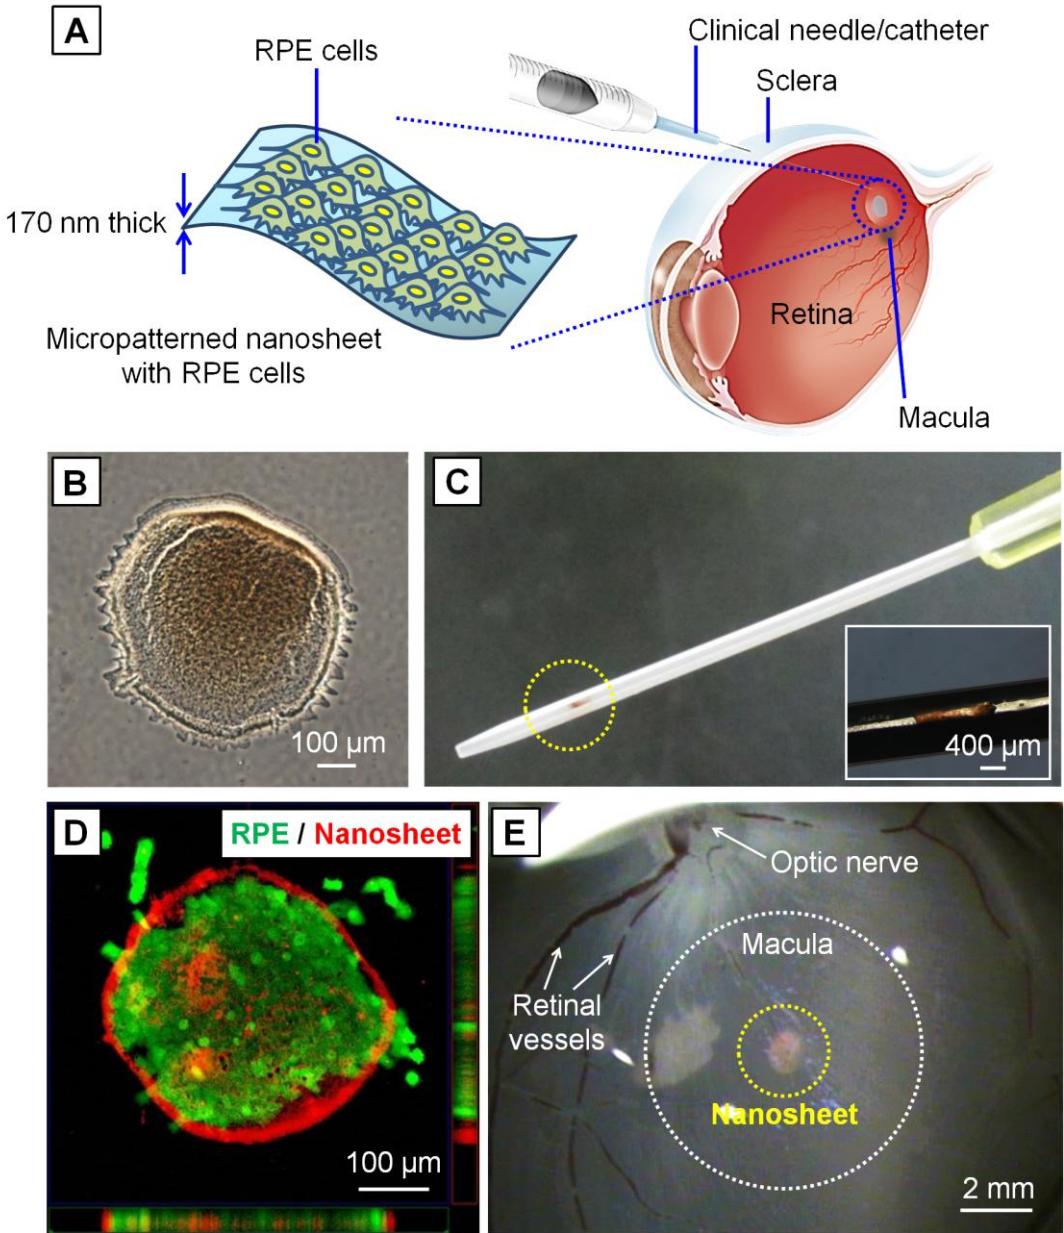 A
RPE cells
Clinical needle/catheter
Sclera
170 nm thick
Retina
Micropatterned nanosheet
with RPE cells
Macula
B
100 µm
C
400 µm
D
RPE / Nanosheet
100 µm
E
Optic nerve
Macula
Retinal
vessels
Nanosheet
2 mm